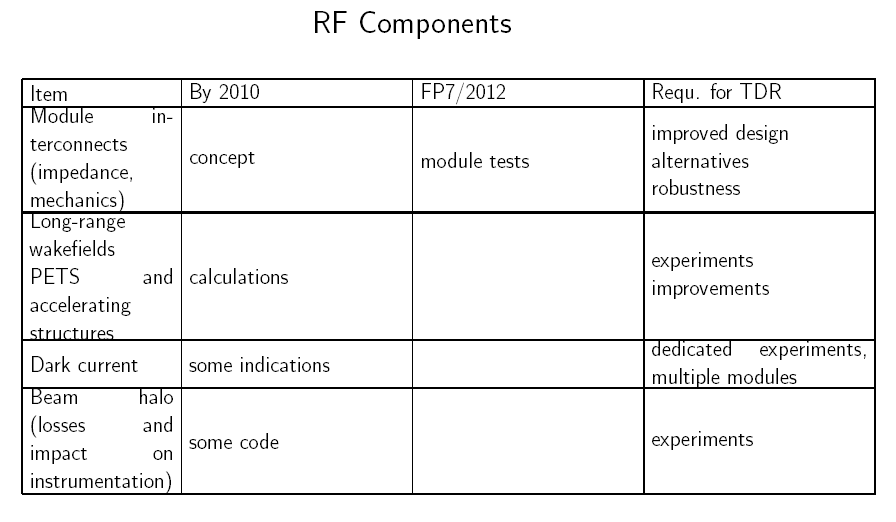 RF Components
Item By 2010 FP7/2012 Requ. for TDR
Module in-
terconnects
(impedance,
mechanics)
concept
module tests
improved design
alternatives
robustness
Long-range
wakefields
PETS and
accelerating
structures
calculations
experiments
improvements
Dark current
some indications
dedicated experiments,
multiple modules
Beam halo
(losses and
impact on
instrumentation)
some code
experiments